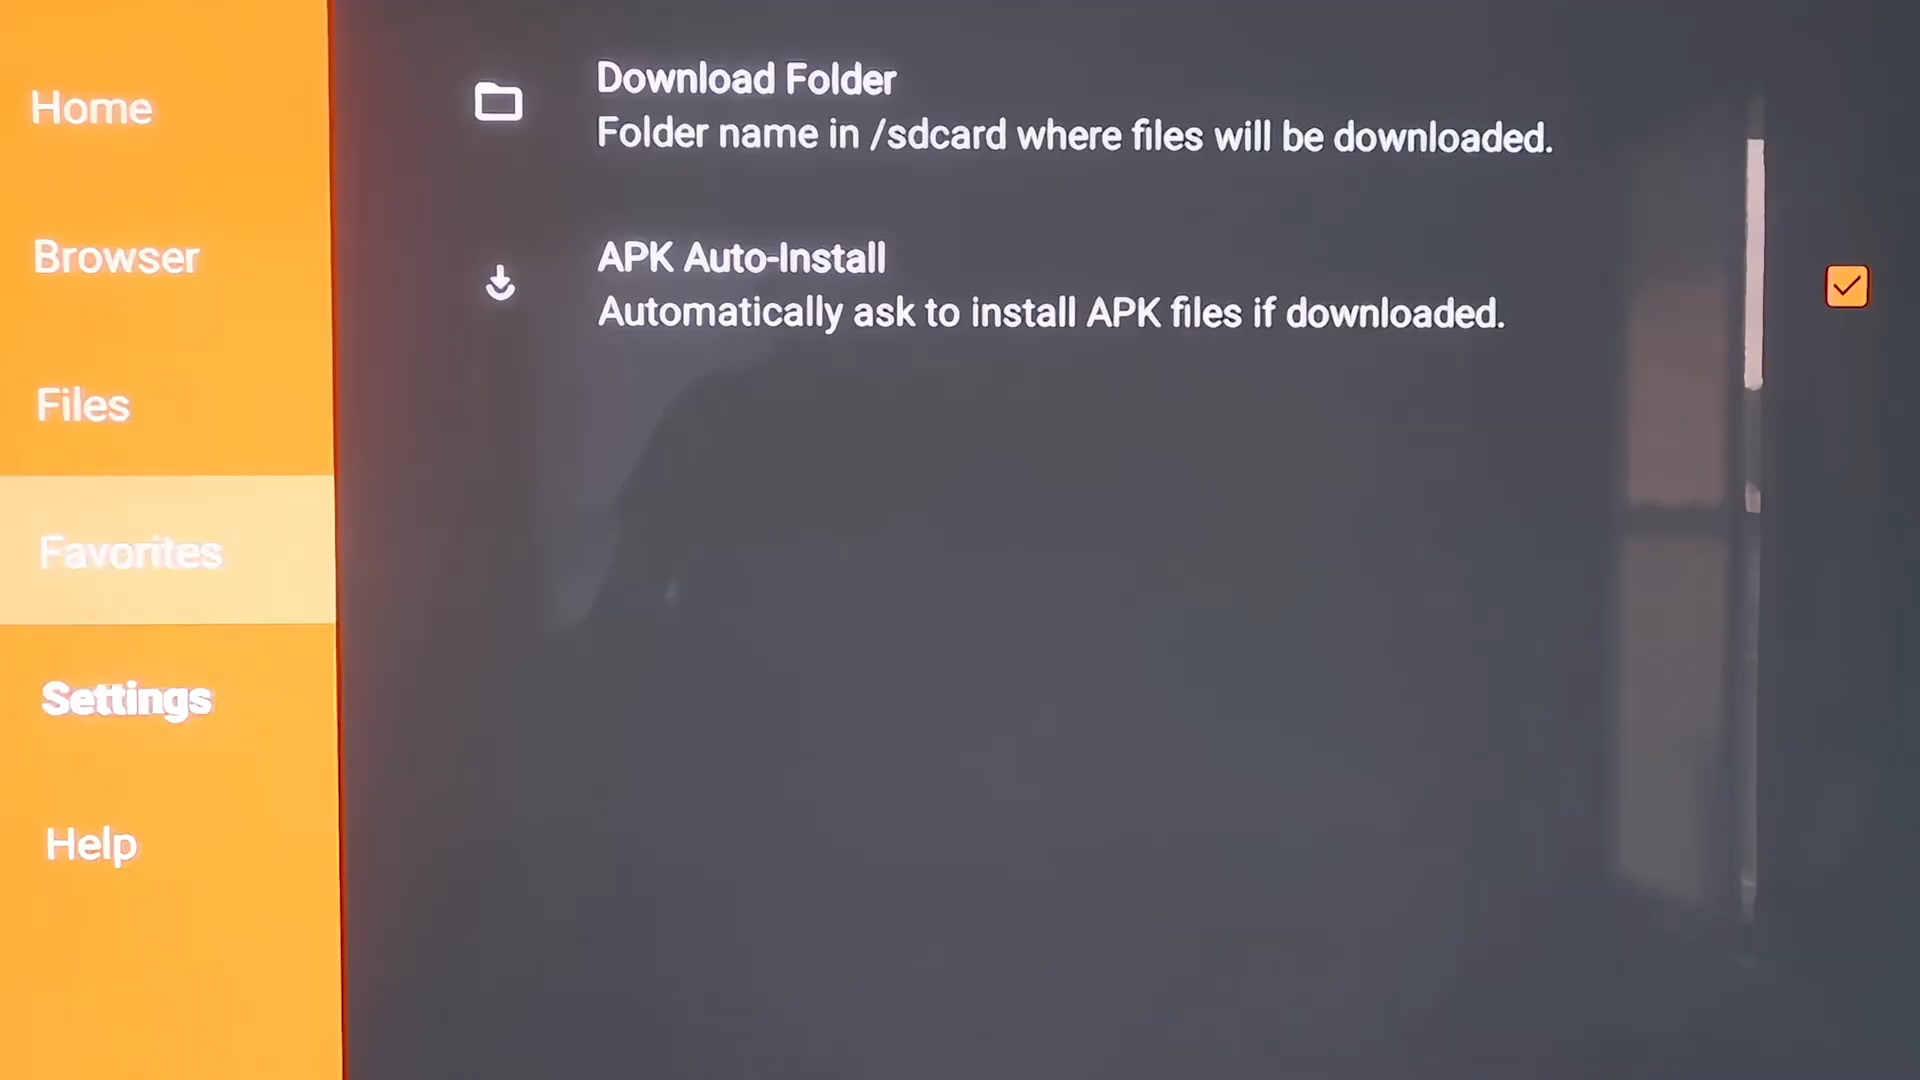 Home
Browser
Files
Favorites
Settings
Help
Download Folder
Folder name in /sdcard where files will be downloaded.
APK Auto-Install
Automatically ask to install APK files if downloaded.